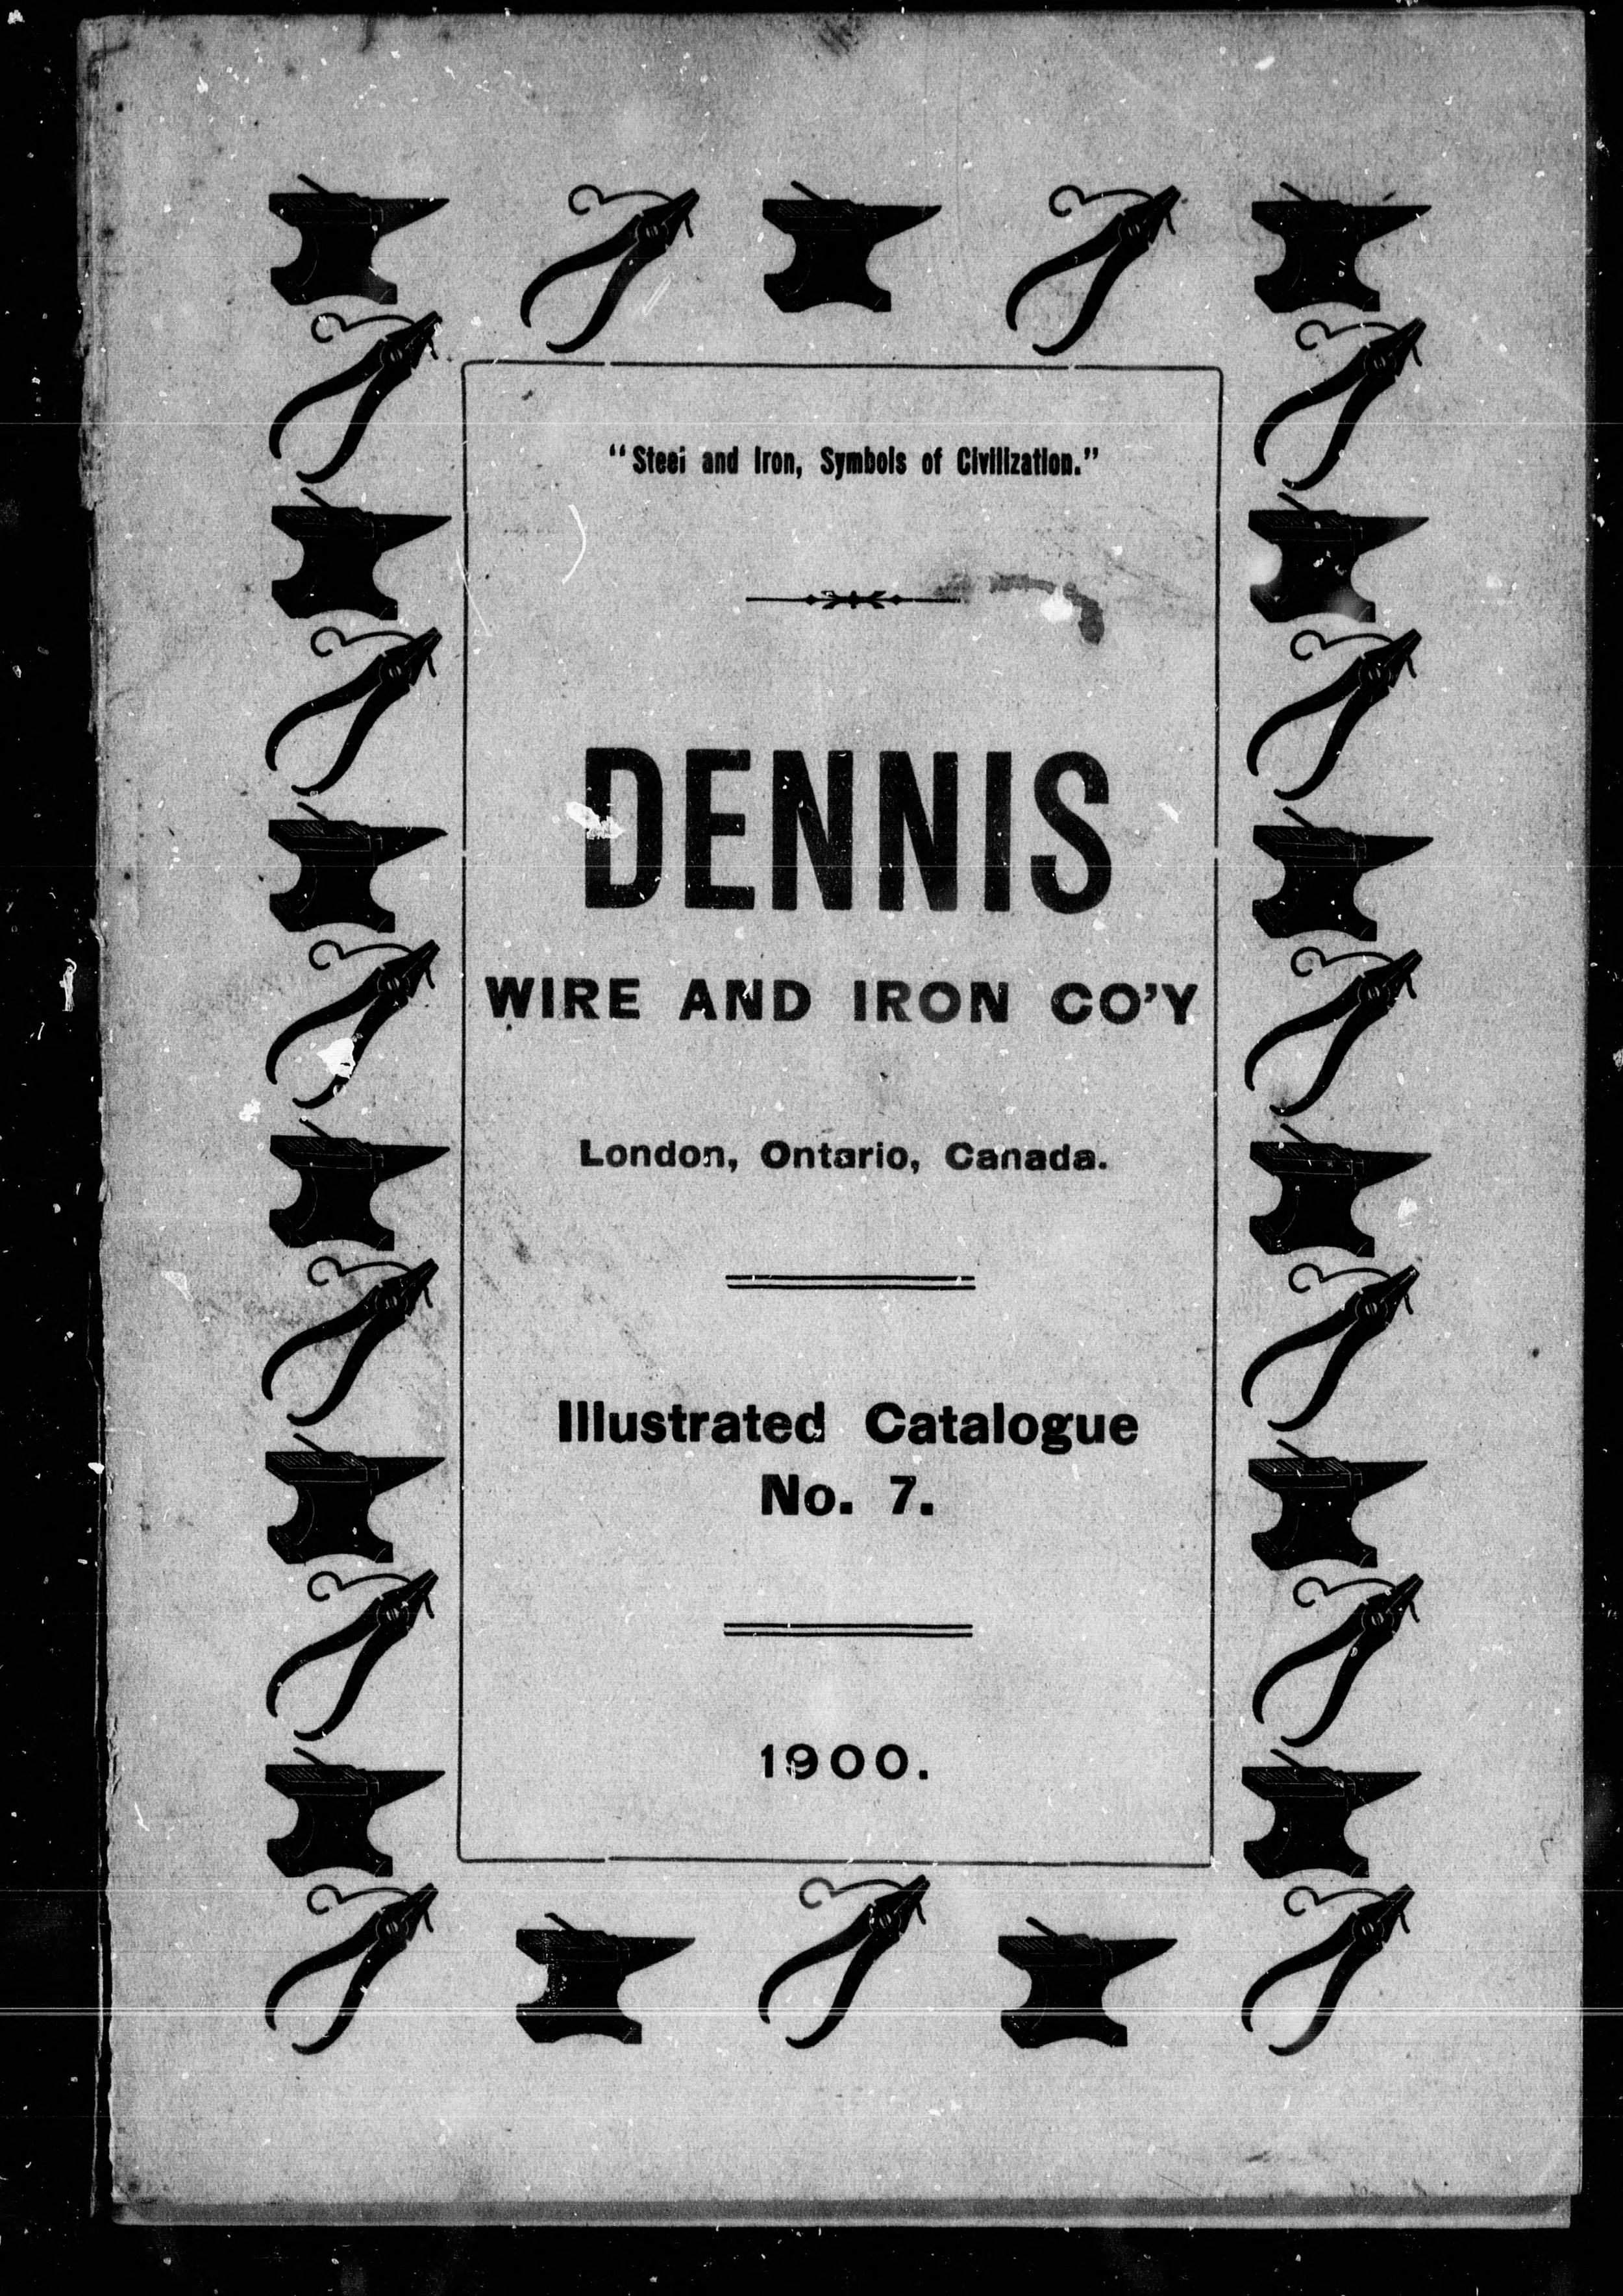 “Steel and Iron, Symbols of Civilization.”
DENNIS
WIRE AND IRON CO’Y
London, Ontario, Canada.
Illustrated Catalogue
No. 7.
1900.